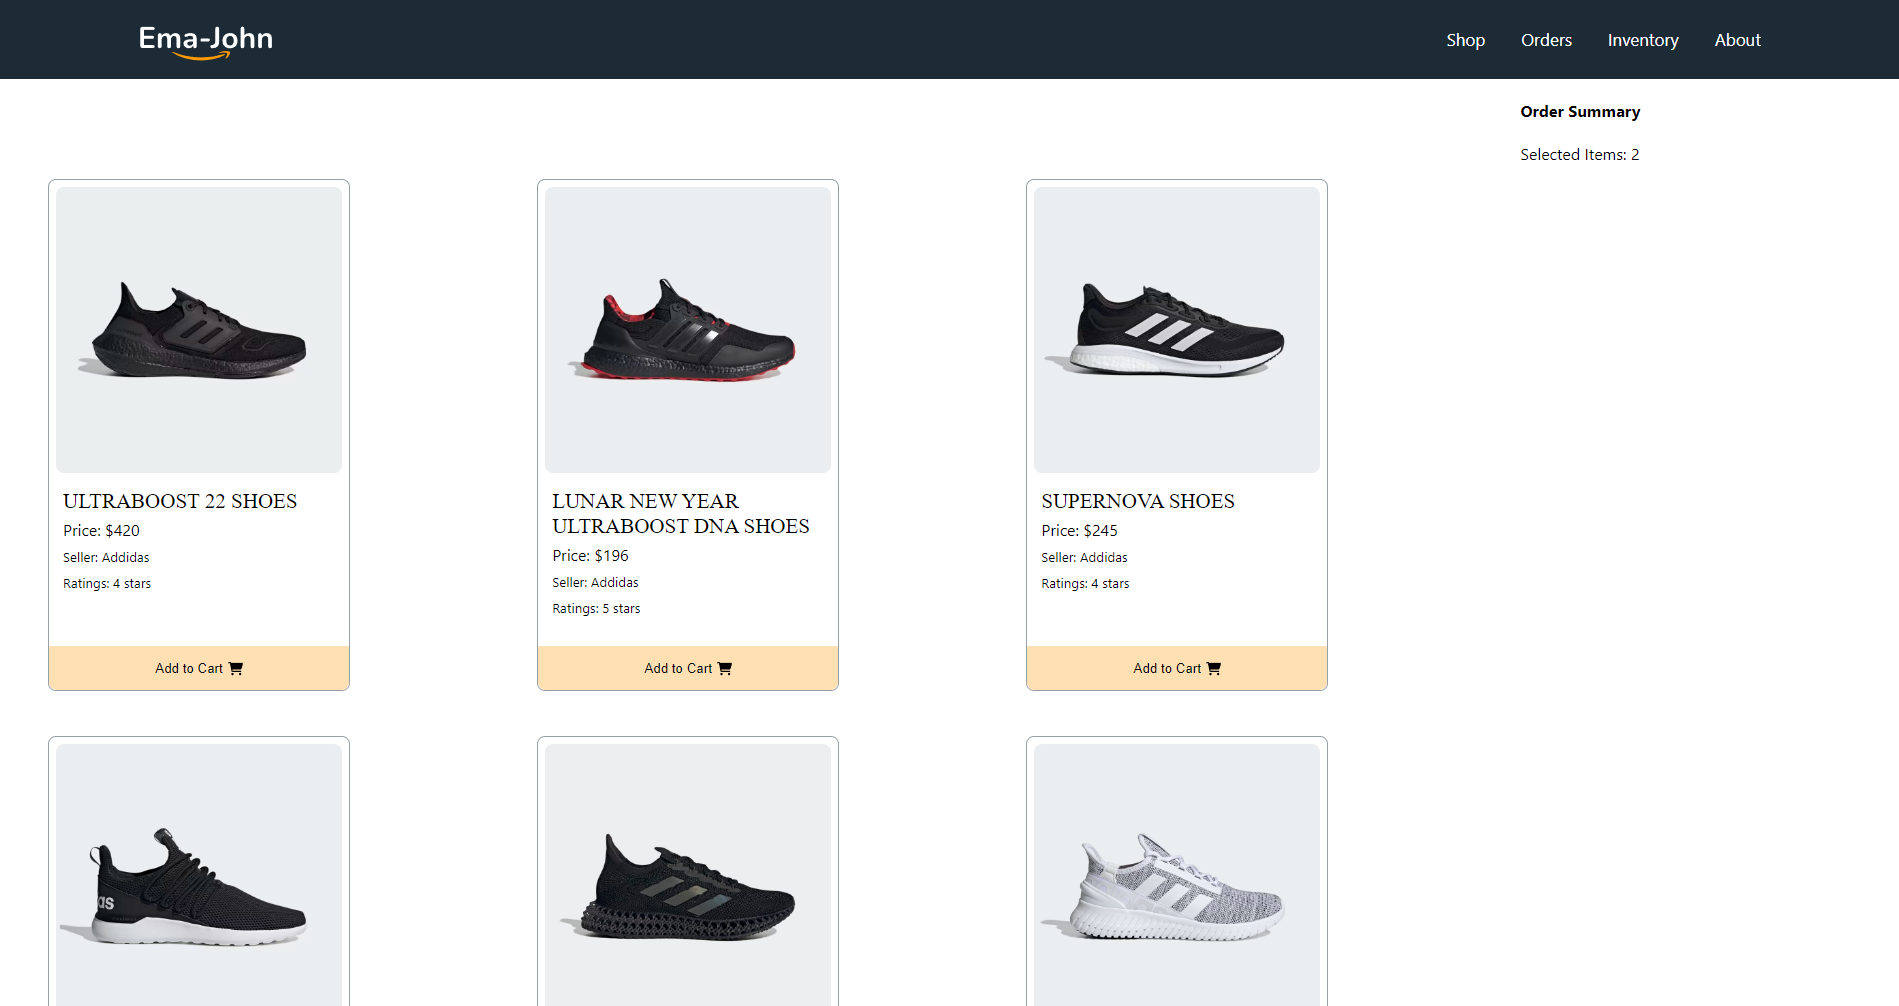 Ema-John
Shop Orders Inventory About
Order Summary
Selected Items: 2
ULTRABOOST 22 SHOES
Price: $420
Seller: Addidas
Ratings: 4 stars
Add to Cart
LUNAR NEW YEAR
ULTRABOOST DNA SHOES
Price: $196
Seller: Addidas
Ratings: 5 stars
Add to Cart
SUPERNOVA SHOES
Price: $245
Seller: Addidas
Ratings: 4 stars
Add to Cart
as